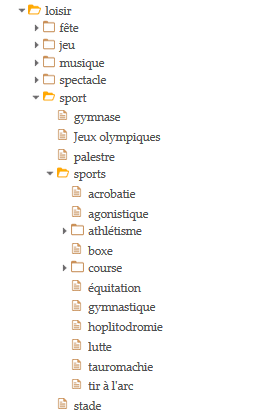 loisir
fête
jeu
musique
spectacle
sport
gymnase
Jeux olympiques
palestre
sports
acrobatie
agonistique
athlétisme
boxe
course
équitation
gymnastique
hoplitodromie
lutte
tauromachie
tir à l'arc
stade